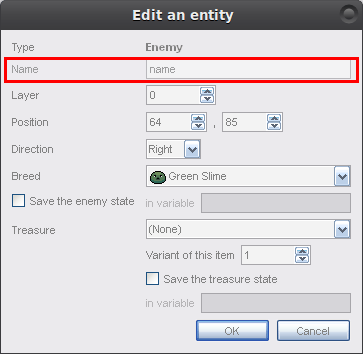 Edit an entity
Type Enemy
Name name
Layer 0
Position 64 , 85
Direction Right
Breed Green Slime
Save the enemy state in variable
Treasure (None)
Variant of this item 1
Save the treasure state
in variable
OK Cancel